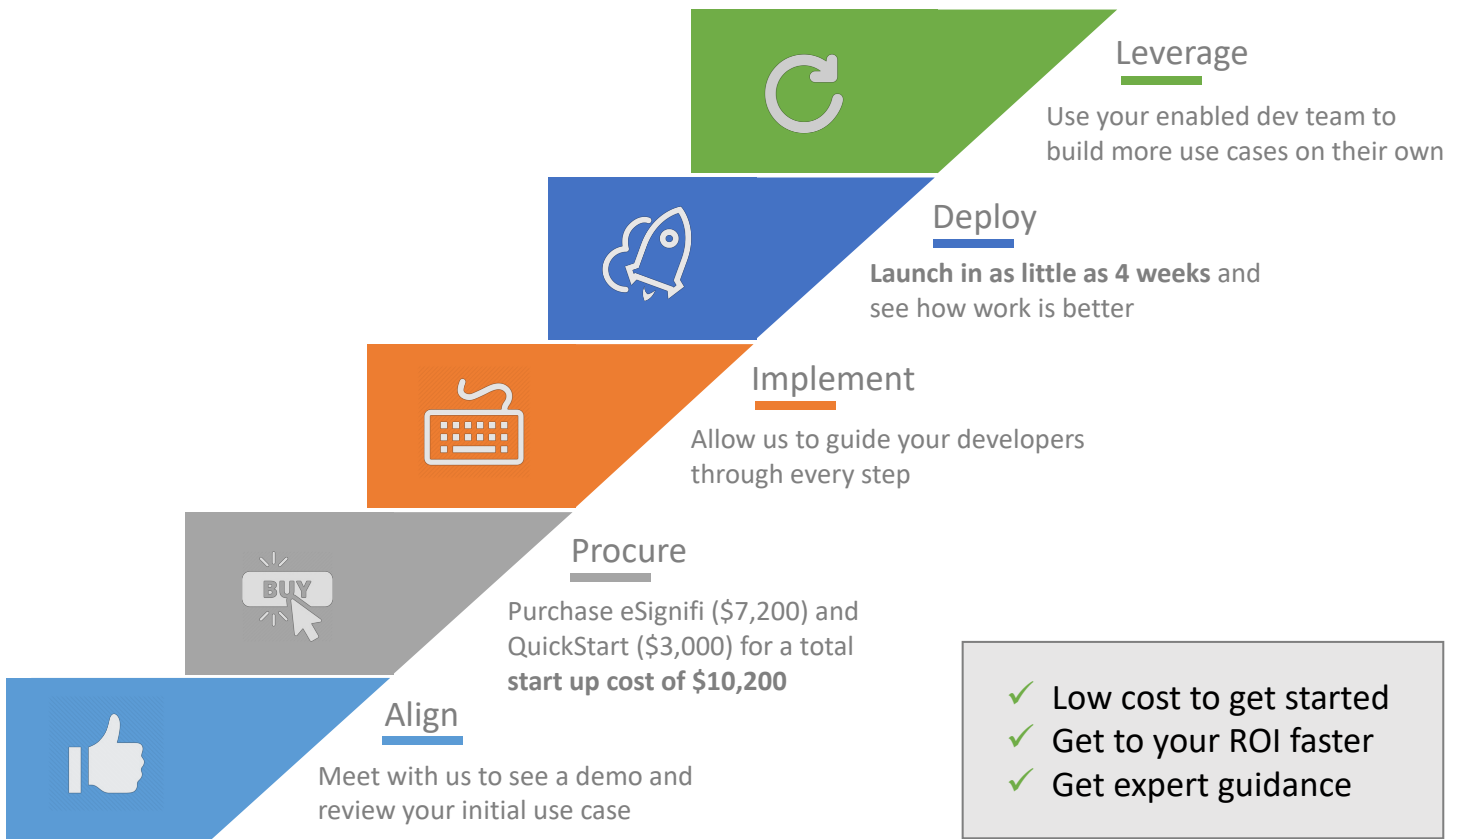 Leverage
Use your enabled dev team to
build more use cases on their own
Deploy
Launch in as little as 4 weeks and
see how work is better
Implement
Allow us to guide your developers
through every step
BUY
Procure
Purchase eSignifi ($7,200) and
QuickStart ($3,000) for a total
start up cost of $10,200
Align
Meet with us to see a demo and
review your initial use case
✓ Low cost to get started
✓ Get to your ROI faster
✓ Get expert guidance